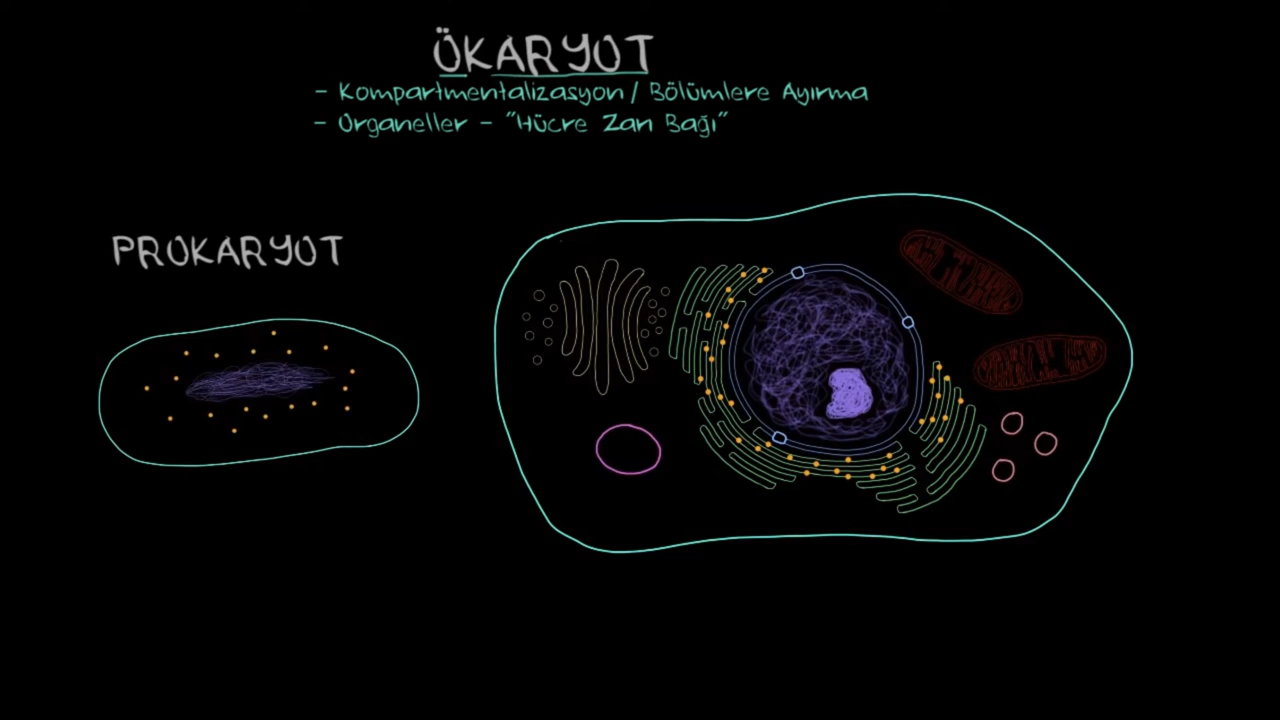 ÖKARYOT
- Kompartmentalizasyon / Bölümlere Ayırma
- Organeller - "Hücre Zarı Bağı"
PROKARYOT